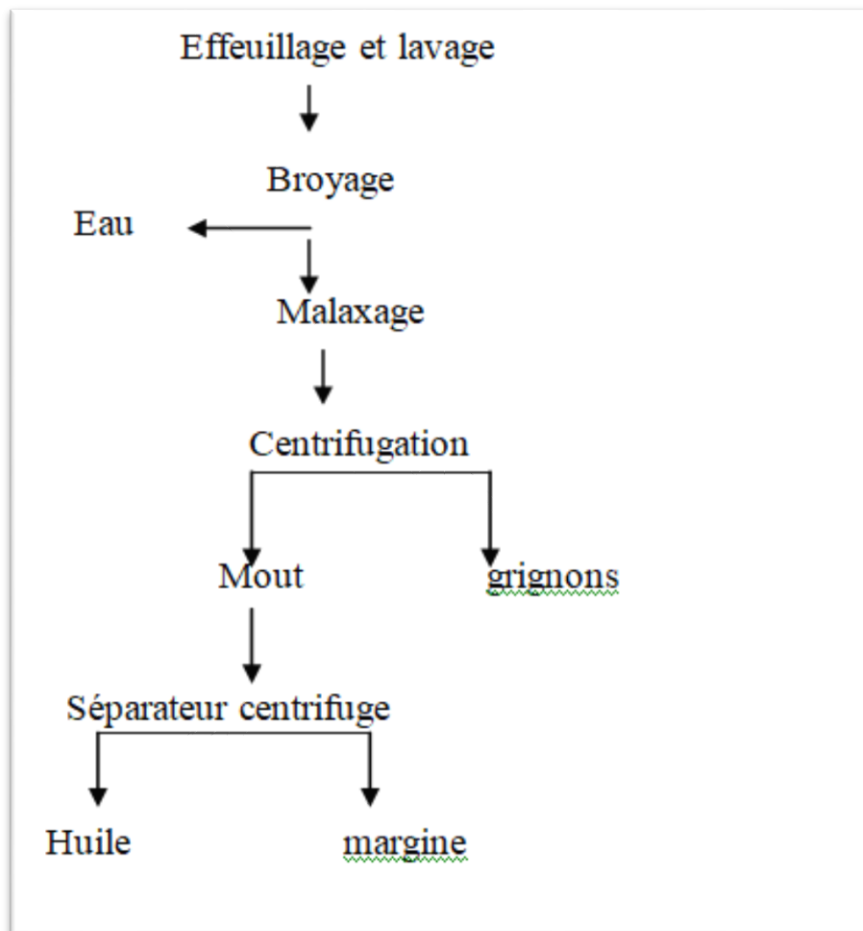 Effeuillage et lavage
Broyage
Eau
Malaxage
Centrifugation
Mout
grignons
Séparateur centrifuge
Huile
margine